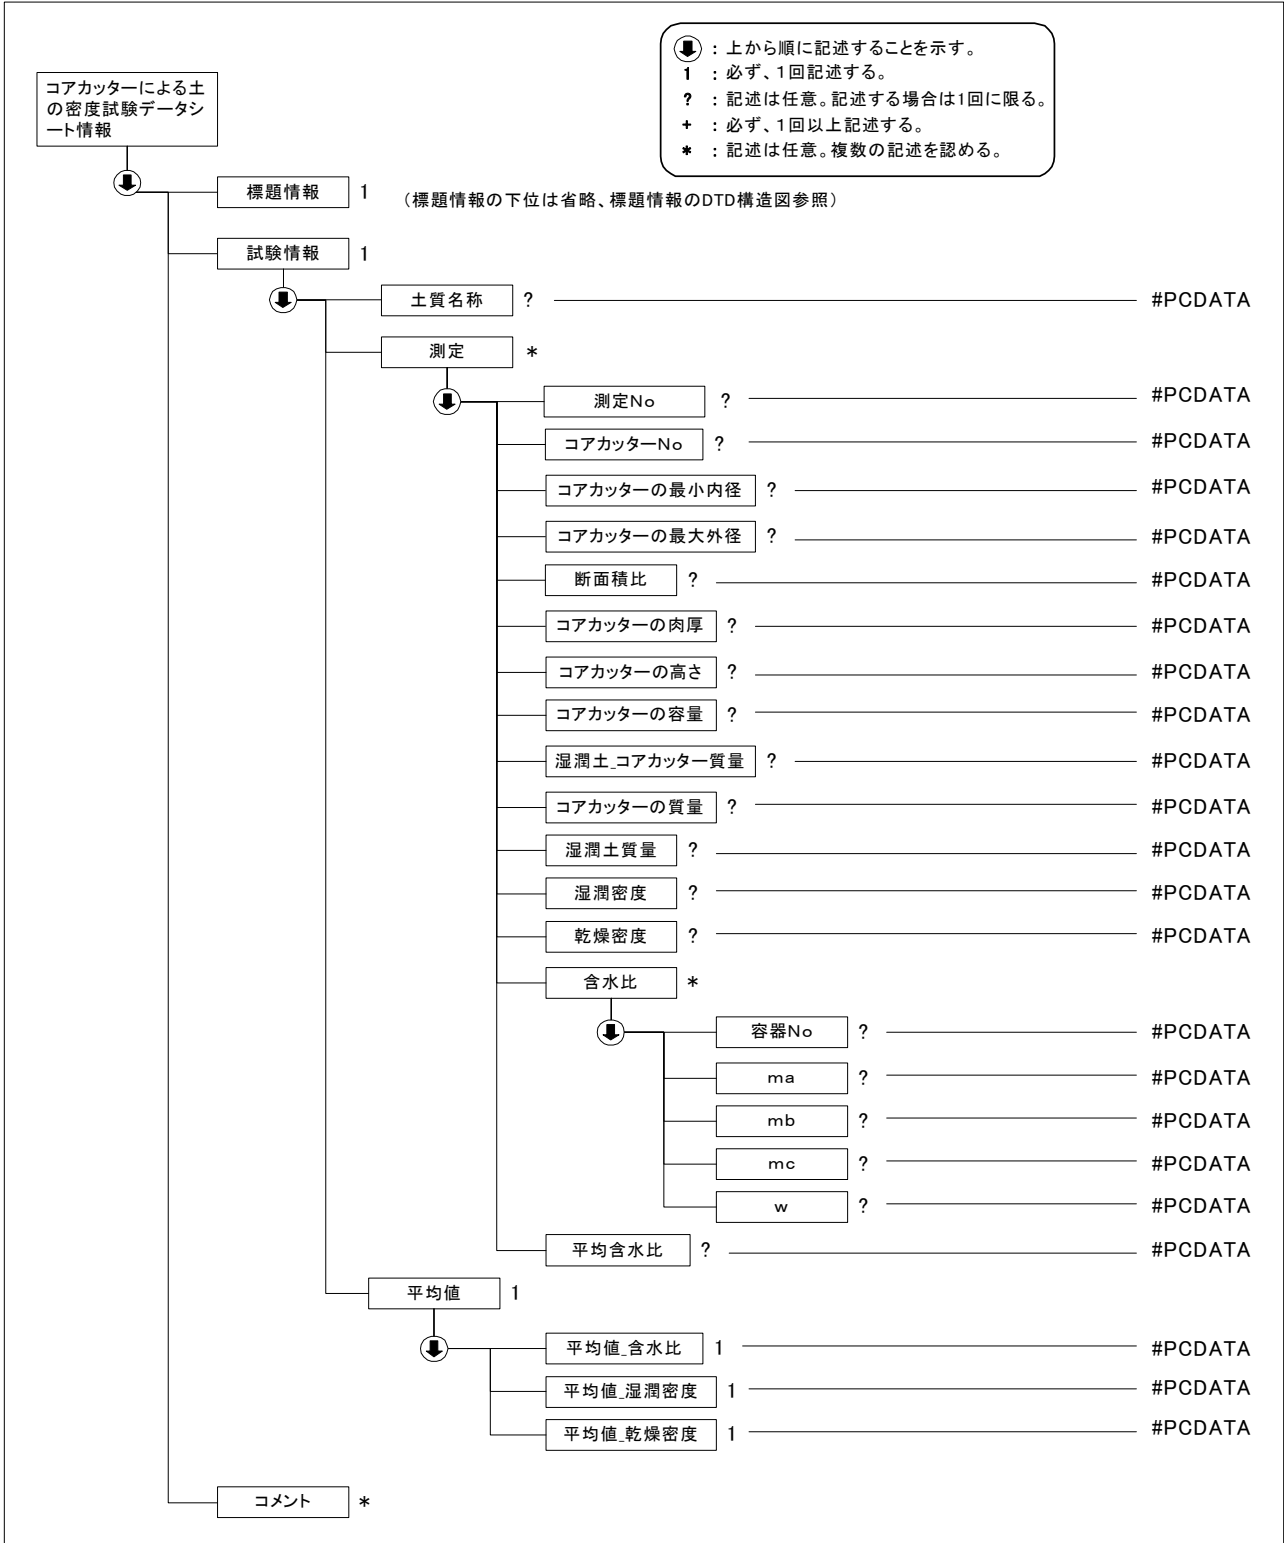 ：上から順に記述することを示す。
1 ：必ず、1回記述する。
? ：記述は任意。記述する場合は1回に限る。
+ ：必ず、1回以上記述する。
* ：記述は任意。複数の記述を認める。
コアカッターによる土
の密度試験データシ
ート情報
標題情報 1 （標題情報の下位は省略、標題情報のDTD構造図参照）
試験情報 1
土質名称 ? #PCDATA
測定 *
測定No ? #PCDATA
コアカッターNo ? #PCDATA
コアカッターの最小内径 ? #PCDATA
コアカッターの最大外径 ? #PCDATA
断面積比 ? #PCDATA
コアカッターの肉厚 ? #PCDATA
コアカッターの高さ ? #PCDATA
コアカッターの容量 ? #PCDATA
湿潤土_コアカッター質量 ? #PCDATA
コアカッターの質量 ? #PCDATA
湿潤土質量 ? #PCDATA
湿潤密度 ? #PCDATA
乾燥密度 ? #PCDATA
含水比 *
容器No ? #PCDATA
ma ? #PCDATA
mb ? #PCDATA
mc ? #PCDATA
w ? #PCDATA
平均含水比 ? #PCDATA
平均値 1
平均値_含水比 1 #PCDATA
平均値_湿潤密度 1 #PCDATA
平均値_乾燥密度 1 #PCDATA
コメント *